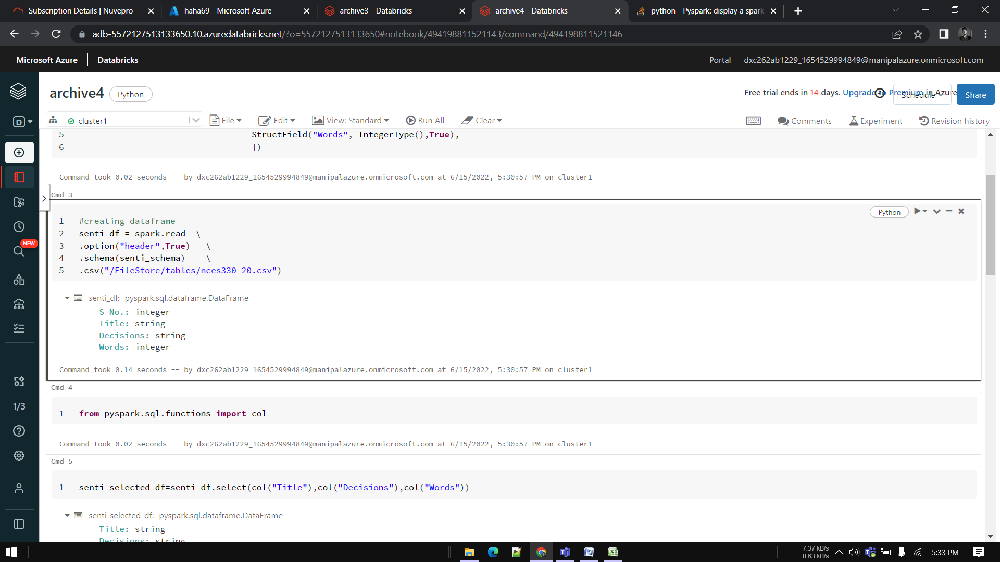 Subscription Details | Nuvepro
haha69 - Microsoft Azure
archive3 - Databricks
archive4 - Databricks
python - Pyspark: display a spark
adb-5572127513133650.10.azuredatabricks.net/?o=5572127513133650#notebook/494198811521143/command/494198811521146
Microsoft Azure
Databricks
Portal
dxc262ab1229_1654529994849@manipalazure.onmicrosoft.com
archive4
Python
Free trial ends in 14 days. Upgrade to Premium in Azure
Schedule
Share
D
cluster1
File
Edit
View: Standard
Run All
Clear
Comments
Experiment
Revision history
5 StructField("Words", IntegerType(),True),
6 ])
Command took 0.02 seconds -- by dxc262ab1229_1654529994849@manipalazure.onmicrosoft.com at 6/15/2022, 5:30:57 PM on cluster1
Cmd 3
Python
1 #creating dataframe
2 senti_df = spark.read \
3 .option("header",True) \
4 .schema(senti_schema) \
5 .csv("/FileStore/tables/nces330_20.csv")
NEW
senti_df: pyspark.sql.dataframe.DataFrame
S No.: integer
Title: string
Decisions: string
Words: integer
Command took 0.14 seconds -- by dxc262ab1229_1654529994849@manipalazure.onmicrosoft.com at 6/15/2022, 5:30:57 PM on cluster1
Cmd 4
1/3
1 from pyspark.sql.functions import col
Command took 0.02 seconds -- by dxc262ab1229_1654529994849@manipalazure.onmicrosoft.com at 6/15/2022, 5:30:57 PM on cluster1
Cmd 5
1 senti_selected_df=senti_df.select(col("Title"),col("Decisions"),col("Words"))
senti_selected_df: pyspark.sql.dataframe.DataFrame
Title: string
Decisions: string
7.37 kB/s
8.63 kB/s
5:33 PM